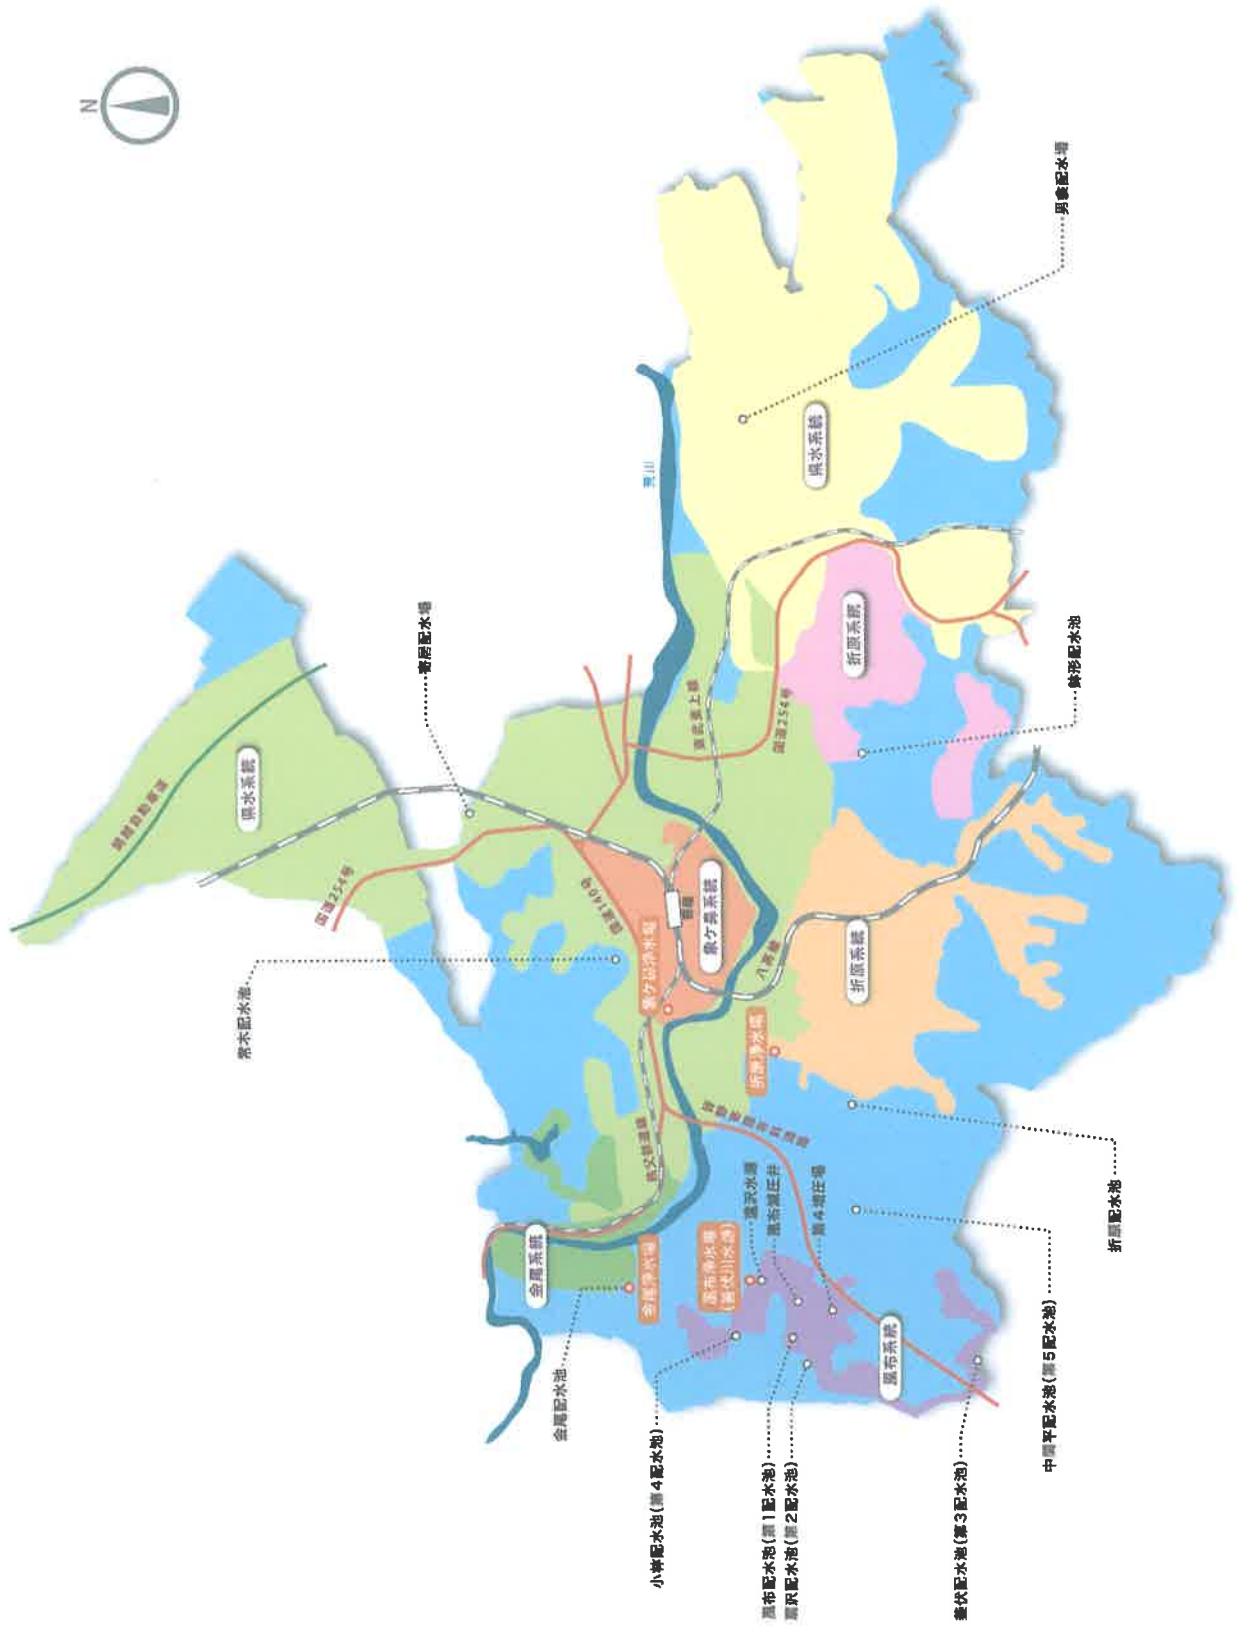 N
関越自動車道
県水系統
国道254号
寄居配水場
常木配水池
国道140号
荒川
東武東上線
国道254号
県水系統
男衾配水場
折原系統
鉢形配水池
象ケ鼻系統
寄居
象ケ鼻浄水場
八高線
折原系統
折原浄水場
秩父鉄道線
皆野寄居有料道路
金尾系統
金尾浄水場
金尾配水池
風布浄水場
(釜伏川水源)
風布減圧井
第4増圧場
小林配水池(第4配水池)
風布配水池(第1配水池)
扇沢配水池(第2配水池)
風布系統
釜伏配水池(第3配水池)
中間平配水池(第5配水池)
折原配水池